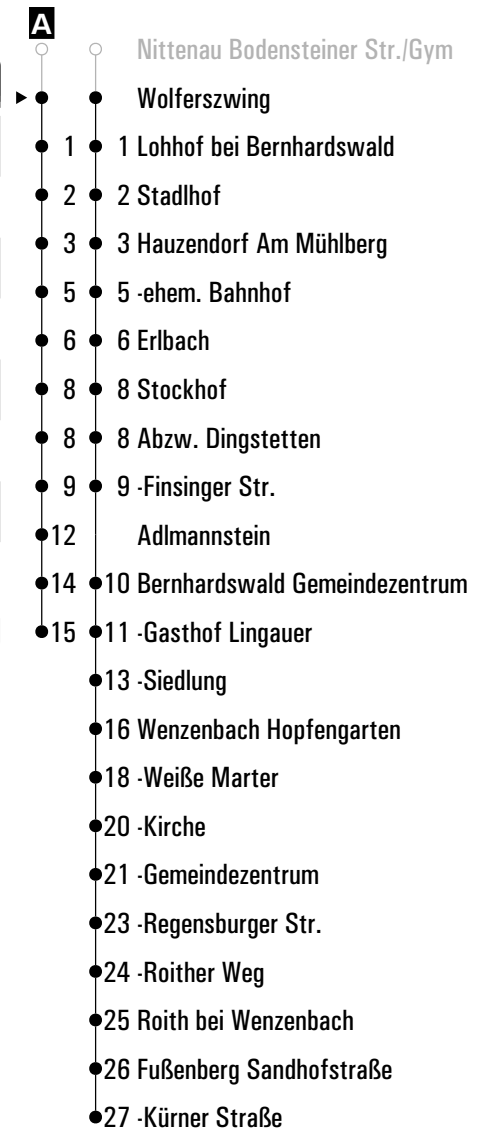 A
Nittenau Bodensteiner Str./Gym
Wolferszwing
1 1 Lohhof bei Bernhardswald
2 2 Stadlhof
3 3 Hauzendorf Am Mühlberg
5 5 -ehem. Bahnhof
6 6 Erlbach
8 8 Stockhof
8 8 Abzw. Dingstetten
9 9 -Finsinger Str.
12 Adlmannstein
14 10 Bernhardswald Gemeindezentrum
15 11 -Gasthof Lingauer
13 -Siedlung
16 Wenzenbach Hopfengarten
18 -Weiße Marter
20 -Kirche
21 -Gemeindezentrum
23 -Regensburger Str.
24 -Roither Weg
25 Roith bei Wenzenbach
26 Fußenberg Sandhofstraße
27 -Kürner Straße